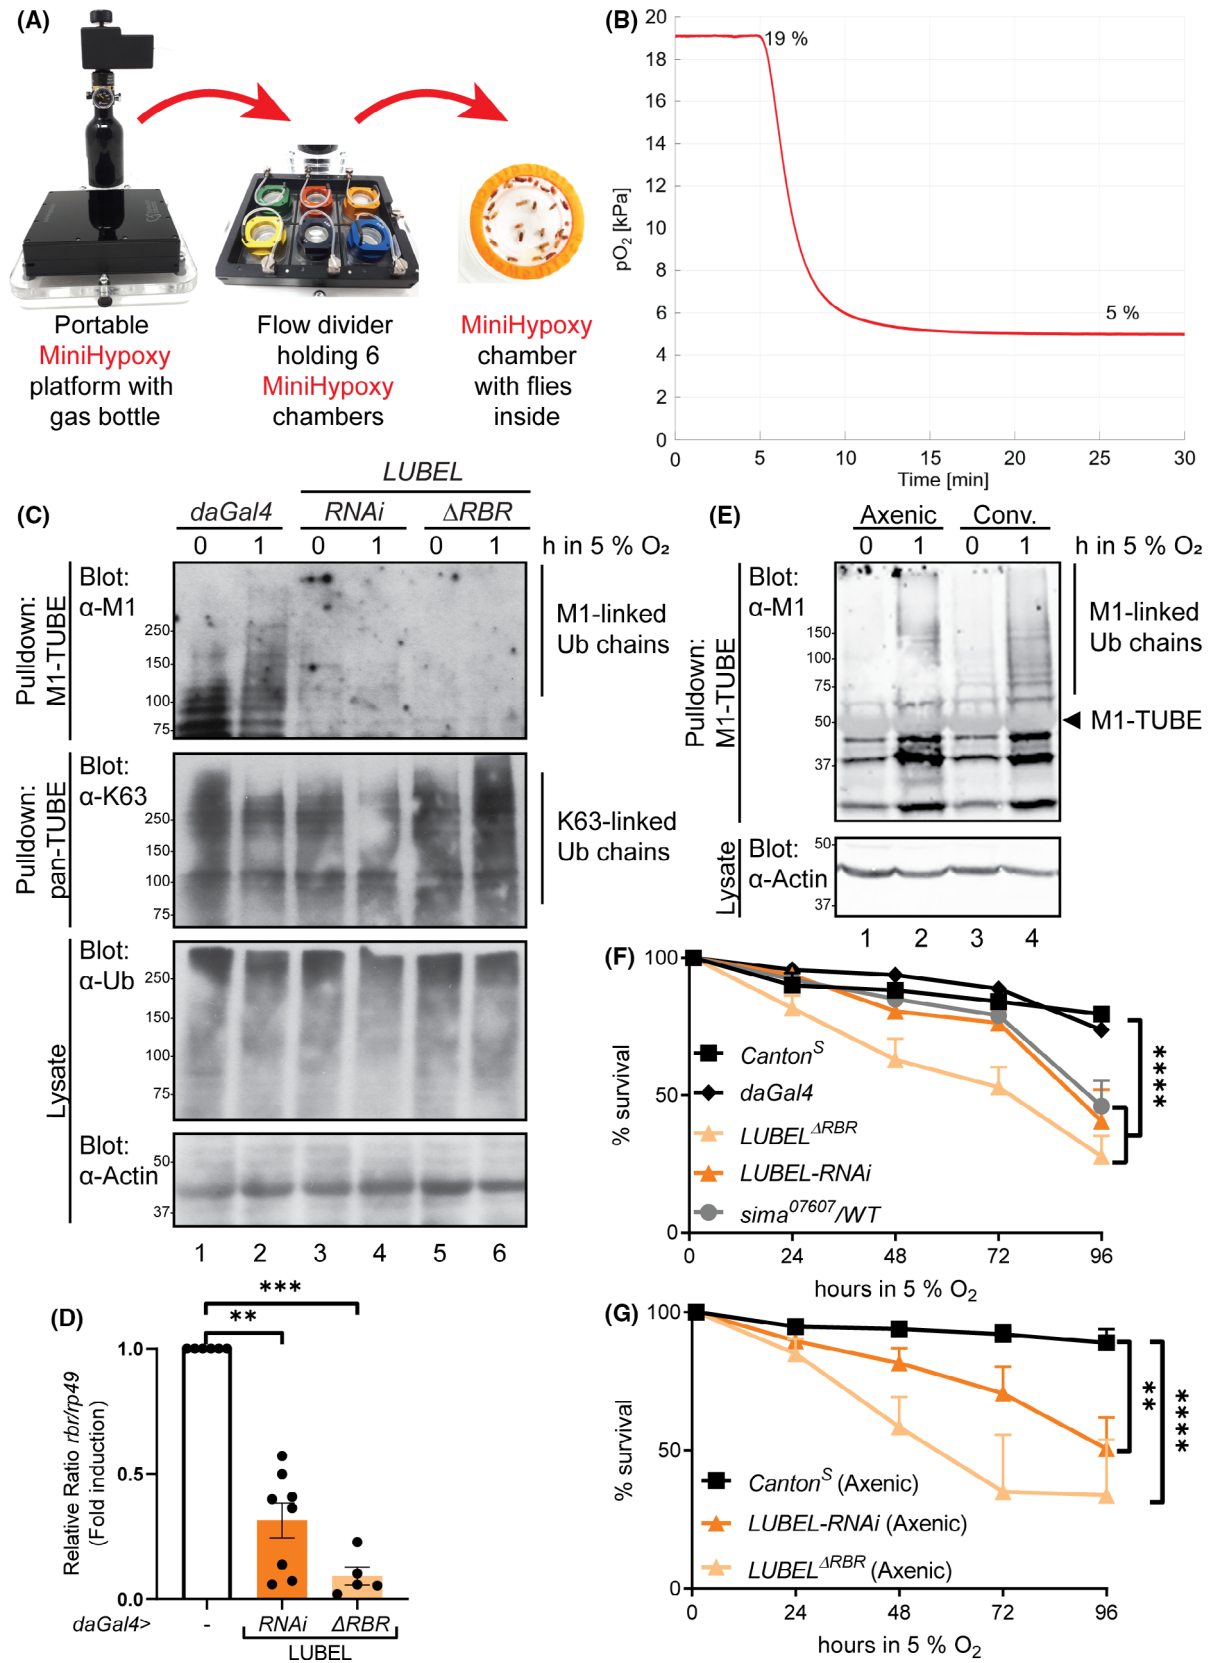 (A)
Portable
MiniHypoxy
platform with
gas bottle
Flow divider
holding 6
MiniHypoxy
chambers
MiniHypoxy
chamber
with flies
inside
(B)
20
18
16
14
12
10
8
6
4
2
0
pO2 [kPa]
19 %
5 %
0 5 10 15 20 25 30
Time [min]
(C)
LUBEL
daGal4 RNAi ΔRBR
0 1 0 1 0 1 h in 5 % O₂
Pulldown:
M1-TUBE
Blot:
α-M1
250
150
100
75
M1-linked
Ub chains
Pulldown:
pan-TUBE
Blot:
α-K63
250
150
100
75
K63-linked
Ub chains
Lysate
Blot:
α-Ub
250
150
100
75
Blot:
α-Actin
50
37
1 2 3 4 5 6
(D)
Relative Ratio rbr/rp49
(Fold induction)
1.0
0.5
0.0
***
**
daGal4> - RNAi ΔRBR
LUBEL
(E)
Axenic Conv.
0 1 0 1 h in 5 % O₂
Pulldown:
M1-TUBE
Blot:
α-M1
150
100
75
50
37
M1-linked
Ub chains
M1-TUBE
Lysate
Blot:
α-Actin
50
37
1 2 3 4
(F)
% survival
100
50
0
CantonS
daGal4
LUBELΔRBR
LUBEL-RNAi
sima07607/WT
****
0 24 48 72 96
hours in 5 % O2
(G)
% survival
100
50
0
CantonS (Axenic)
LUBEL-RNAi (Axenic)
LUBELΔRBR (Axenic)
**
****
0 24 48 72 96
hours in 5 % O2